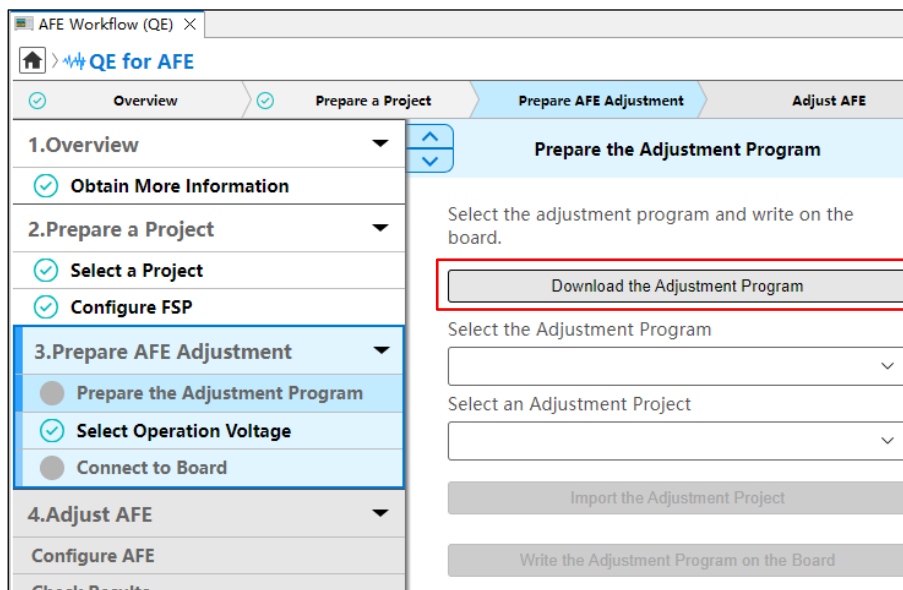 AFE Workflow (QE)
QE for AFE
Overview
Prepare a Project
Prepare AFE Adjustment
Adjust AFE
1.Overview
Obtain More Information
2.Prepare a Project
Select a Project
Configure FSP
3.Prepare AFE Adjustment
Prepare the Adjustment Program
Select Operation Voltage
Connect to Board
4.Adjust AFE
Configure AFE
Check Results
Prepare the Adjustment Program
Select the adjustment program and write on the
board.
Download the Adjustment Program
Select the Adjustment Program
Select an Adjustment Project
Import the Adjustment Project
Write the Adjustment Program on the Board